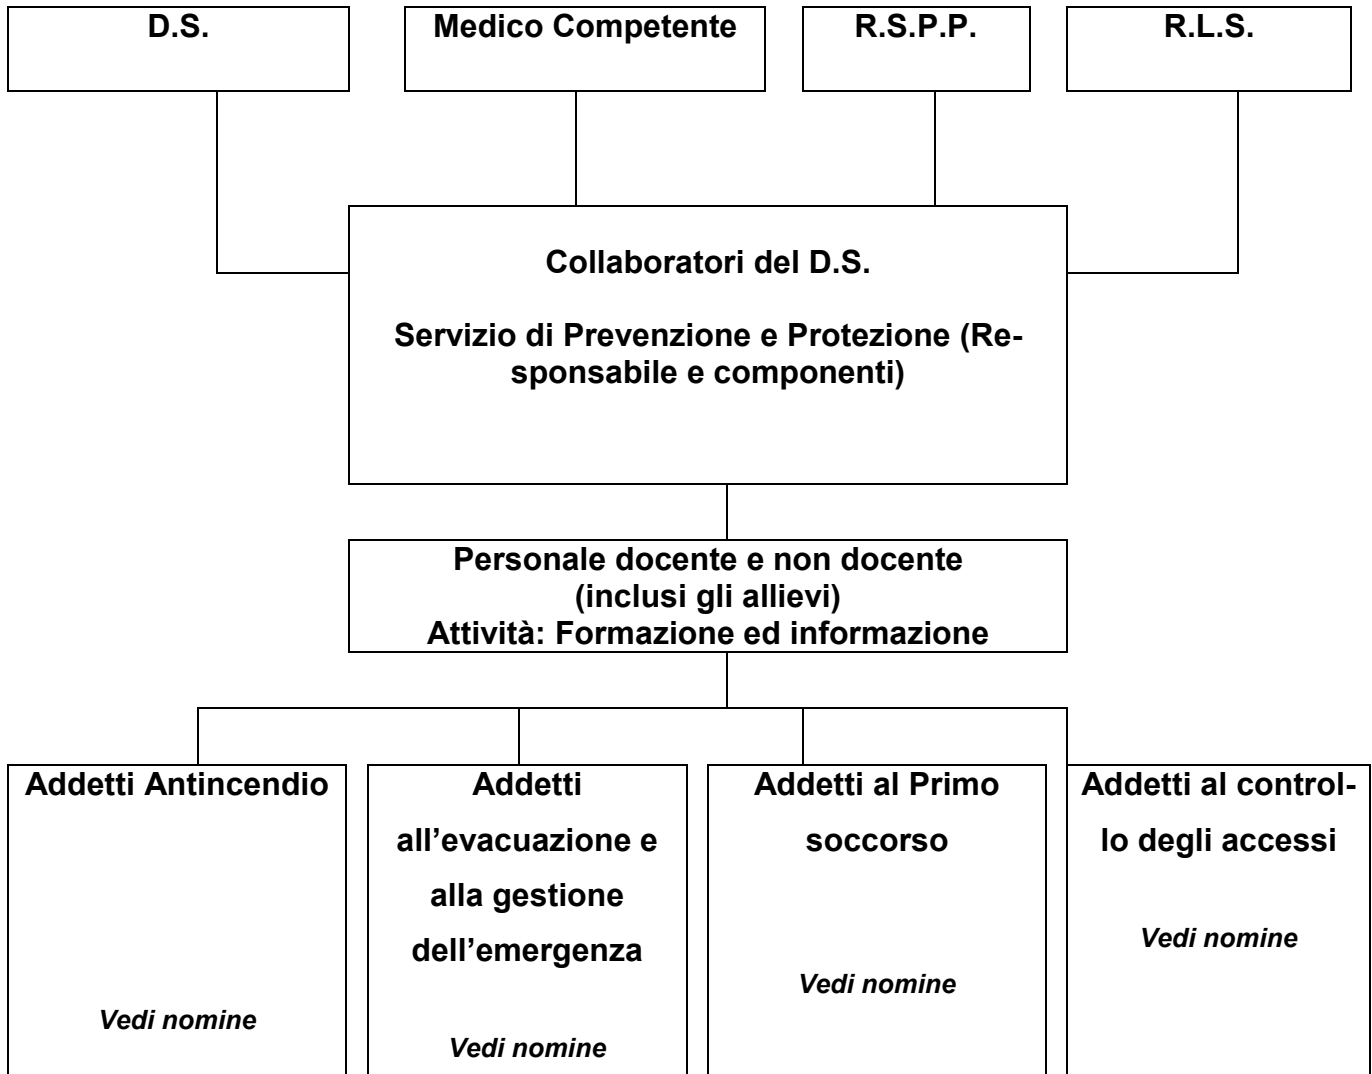 D.S.
Medico Competente
R.S.P.P.
R.L.S.
Collaboratori del D.S.
Servizio di Prevenzione e Protezione (Re-
sponsabile e componenti)
Personale docente e non docente
(inclusi gli allievi)
Attività: Formazione ed informazione
Addetti Antincendio
Vedi nomine
Addetti
all’evacuazione e
alla gestione
dell’emergenza
Vedi nomine
Addetti al Primo
soccorso
Vedi nomine
Addetti al control-
lo degli accessi
Vedi nomine